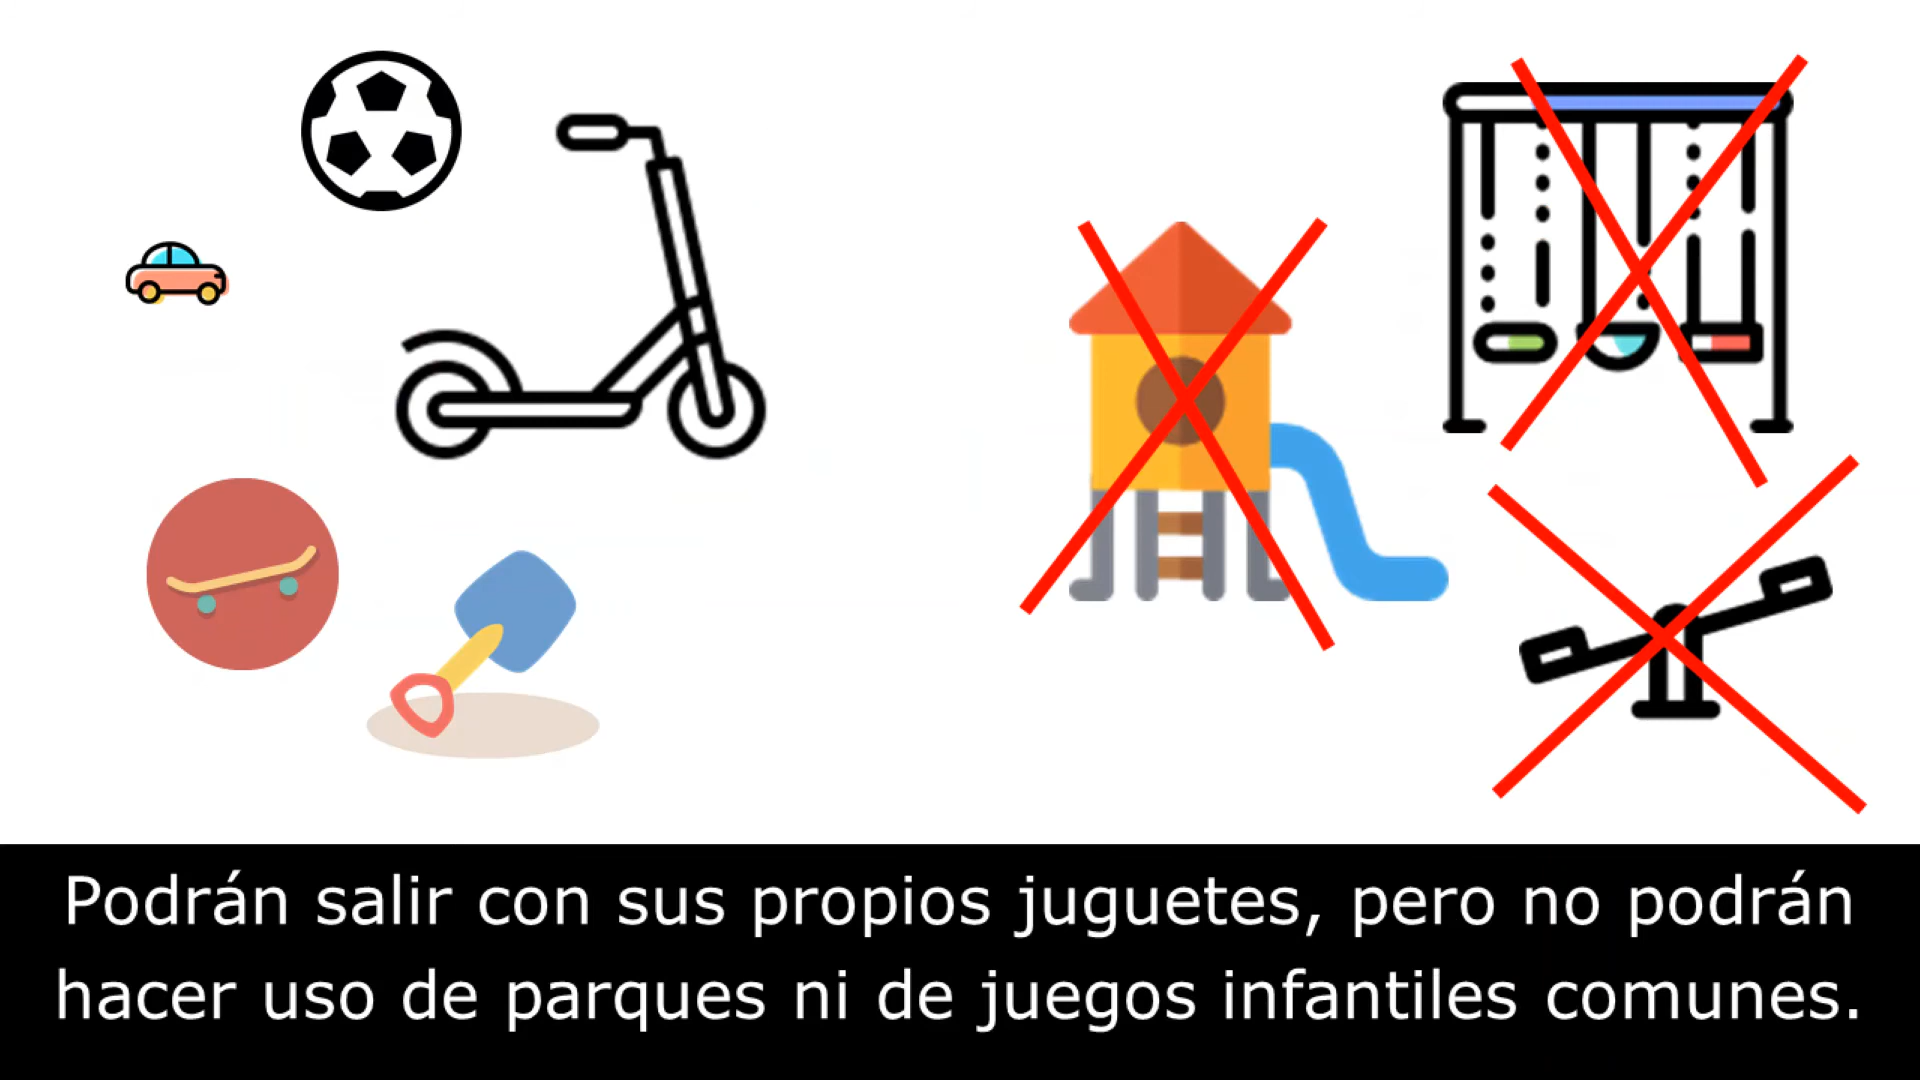 Podrán salir con sus propios juguetes, pero no podrán
hacer uso de parques ni de juegos infantiles comunes.